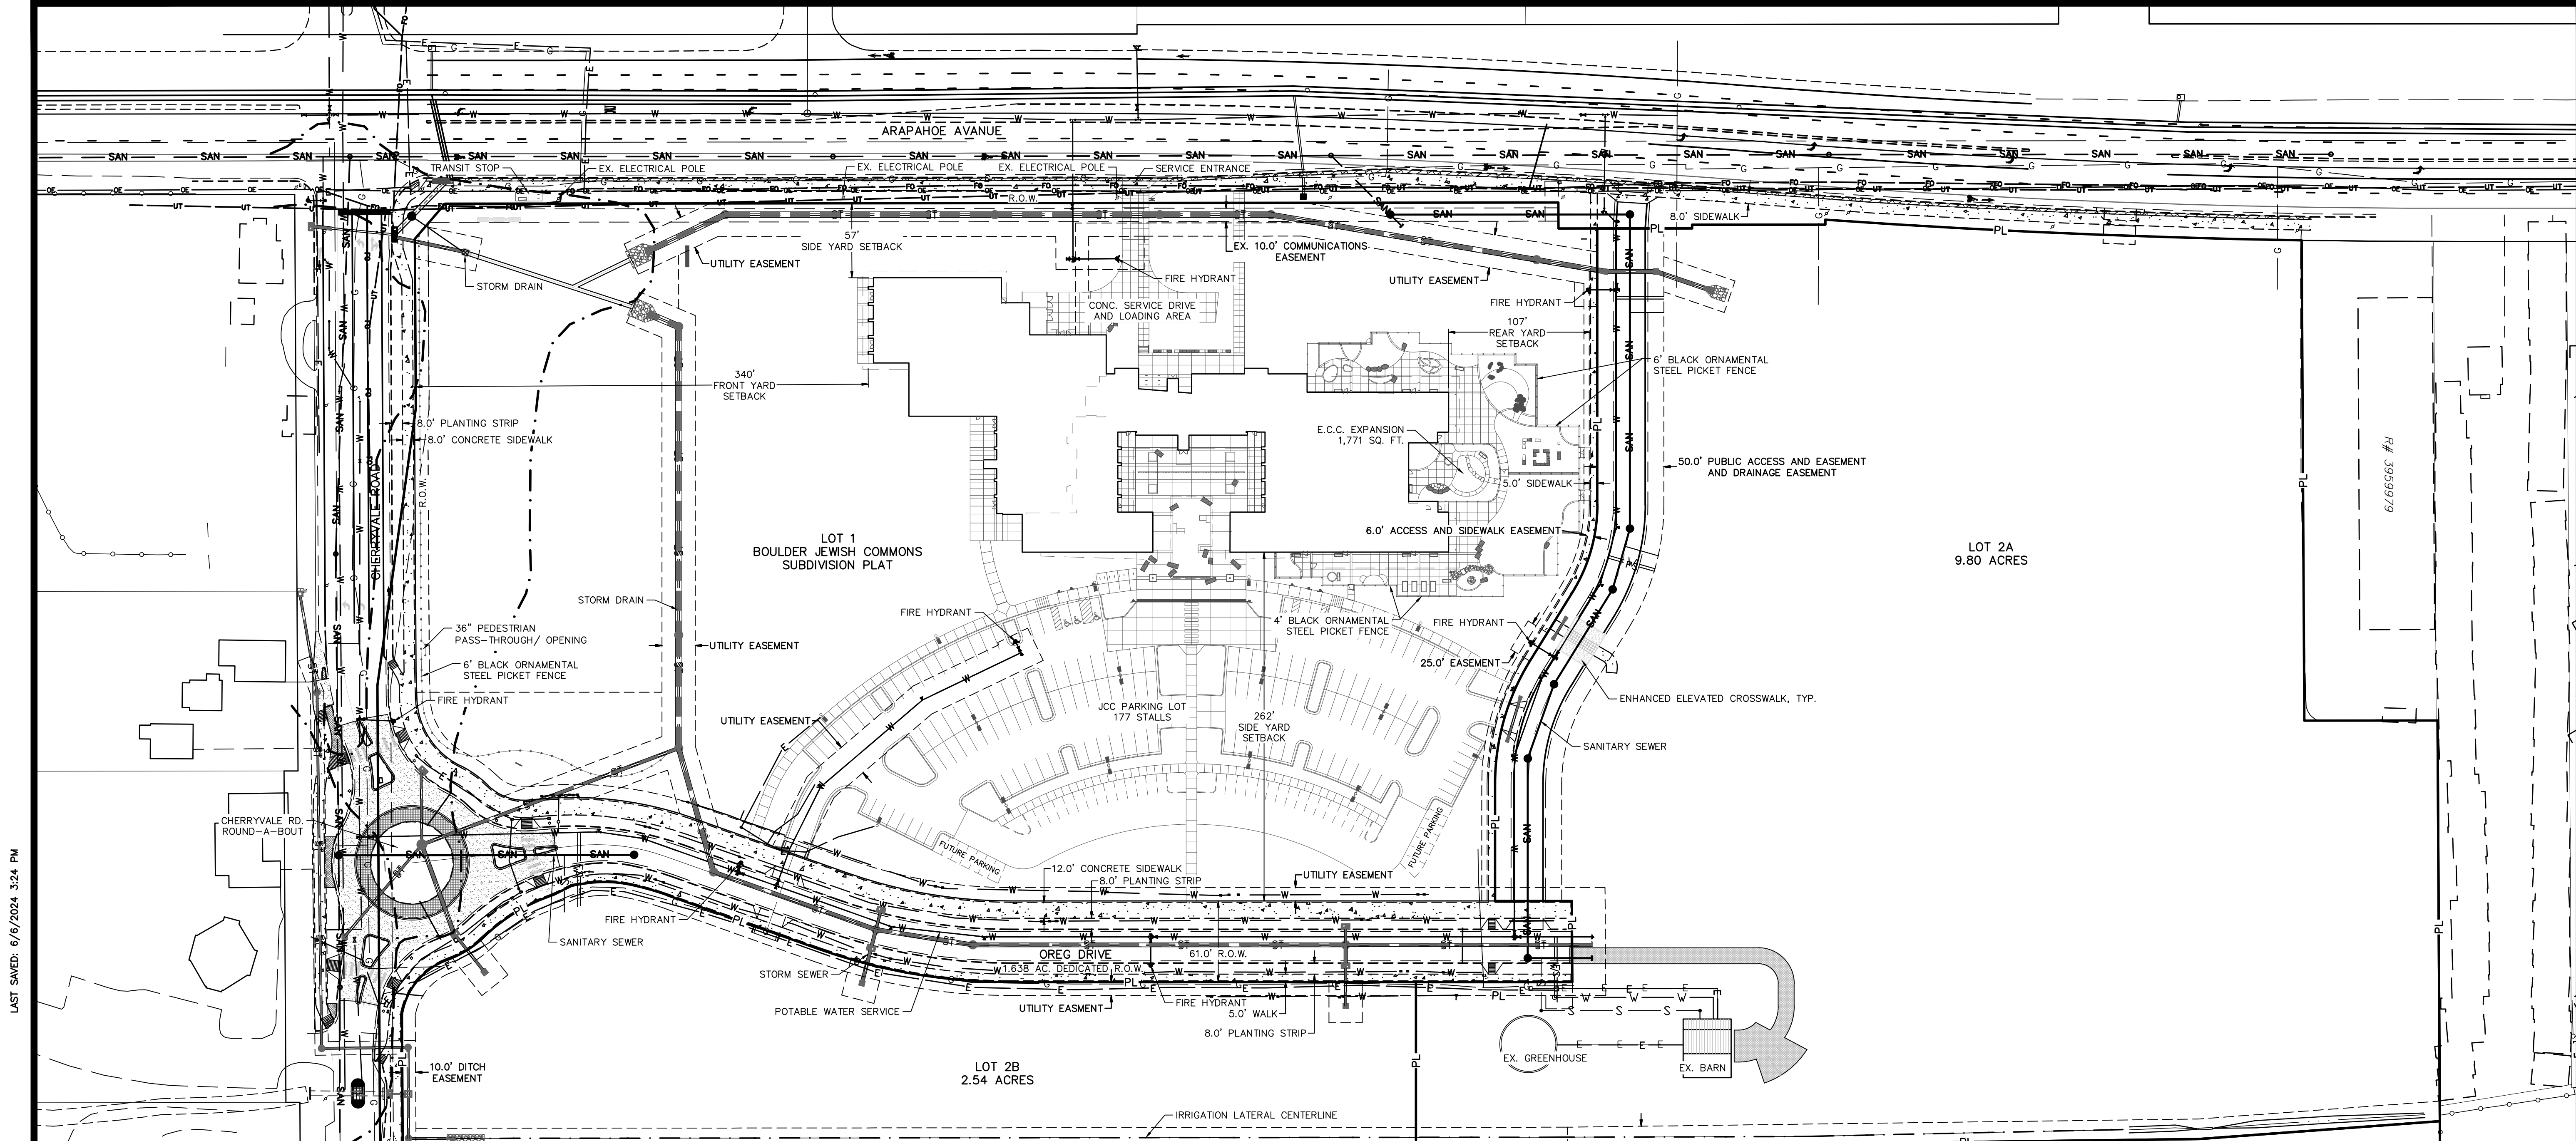 ARAPAHOE AVANUE
TRANSIT STOP
EX. ELECTRICAL POLE
EX. ELECTRICAL POLE
EX. ELECTRICAL POLE
SERVICE ENTRANCE
R.O.W.
8.0' SIDEWALK
57'
SIDE YARD SETBACK
UTILITY EASEMENT
EX. 10.0' COMMUNICATIONS
EASEMENT
STORM DRAIN
FIRE HYDRANT
UTILITY EASEMENT
FIRE HYDRANT
CONC. SERVICE DRIVE
AND LOADING AREA
107'
REAR YARD
SETBACK
6' BLACK ORNAMENTAL
STEEL PICKET FENCE
340'
FRONT YARD
SETBACK
8.0' PLANTING STRIP
8.0' CONCRETE SIDEWALK
CHERRYVALE ROAD
R.O.W.
E.C.C. EXPANSION
1,771 SQ. FT.
50.0' PUBLIC ACCESS AND EASEMENT
AND DRAINAGE EASEMENT
5.0' SIDEWALK
R# 3959979
6.0' ACCESS AND SIDEWALK EASEMENT
LOT 1
BOULDER JEWISH COMMONS
SUBDIVISION PLAT
LOT 2A
9.80 ACRES
STORM DRAIN
FIRE HYDRANT
4' BLACK ORNAMENTAL
STEEL PICKET FENCE
FIRE HYDRANT
36" PEDESTRIAN
PASS-THROUGH/ OPENING
UTILITY EASEMENT
25.0' EASEMENT
6' BLACK ORNAMENTAL
STEEL PICKET FENCE
FIRE HYDRANT
ENHANCED ELEVATED CROSSWALK, TYP.
JCC PARKING LOT
177 STALLS
UTILITY EASEMENT
262'
SIDE YARD
SETBACK
SANITARY SEWER
CHERRYVALE RD.
ROUND-A-BOUT
FUTURE PARKING
FUTURE PARKING
12.0' CONCRETE SIDEWALK
8.0' PLANTING STRIP
UTILITY EASEMENT
FIRE HYDRANT
SANITARY SEWER
OREG DRIVE
61.0' R.O.W.
1.638 AC. DEDICATED R.O.W.
STORM SEWER
POTABLE WATER SERVICE
UTILITY EASMENT
FIRE HYDRANT
5.0' WALK
8.0' PLANTING STRIP
EX. GREENHOUSE
EX. BARN
10.0' DITCH
EASEMENT
LOT 2B
2.54 ACRES
IRRIGATION LATERAL CENTERLINE
LAST SAVED: 6/6/2024 3:24 PM